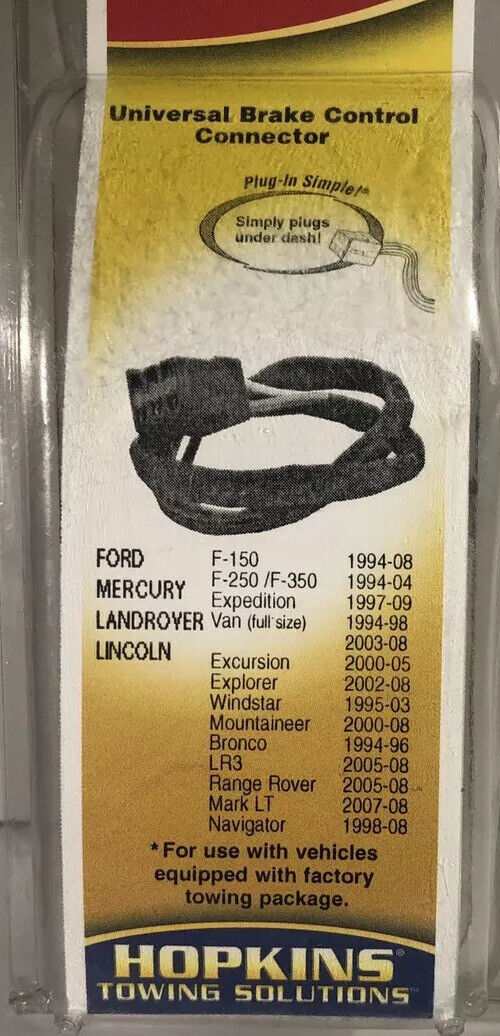 Universal Brake Control
Connector
Plug-In Simple!®
Simply plugs
under dash!
FORD F-150 1994-08
MERCURY F-250 /F-350 1994-04
Expedition 1997-09
LANDROVER Van (full size) 1994-98
2003-08
LINCOLN
Excursion 2000-05
Explorer 2002-08
Windstar 1995-03
Mountaineer 2000-08
Bronco 1994-96
LR3 2005-08
Range Rover 2005-08
Mark LT 2007-08
Navigator 1998-08
*For use with vehicles
equipped with factory
towing package.
HOPKINS®
TOWING SOLUTIONS™